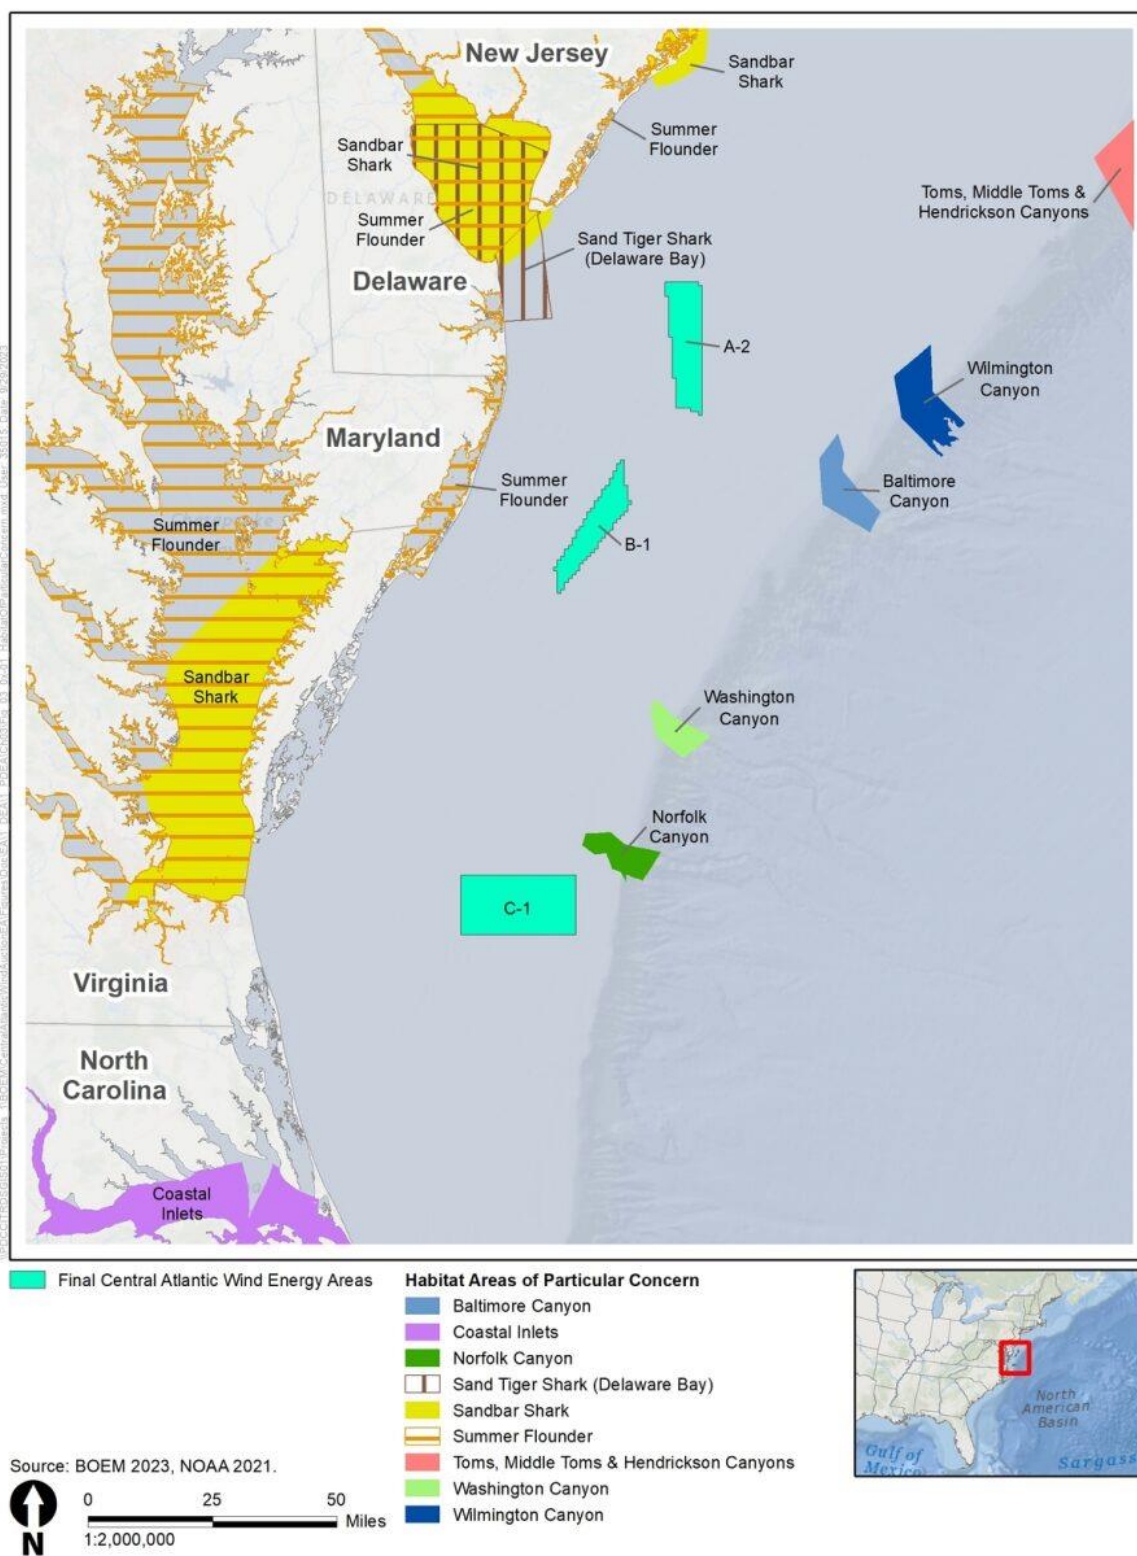 New Jersey
Sandbar
Shark
Summer
Flounder
Sandbar
Shark
DELAWARE
Summer
Flounder
Toms, Middle Toms &
Hendrickson Canyons
Sand Tiger Shark
(Delaware Bay)
Delaware
A-2
Wilmington
Canyon
Maryland
Summer
Flounder
Baltimore
Canyon
Summer
Flounder
B-1
Sandbar
Shark
Washington
Canyon
Norfolk
Canyon
C-1
Virginia
North
Carolina
Coastal
Inlets
Final Central Atlantic Wind Energy Areas
Habitat Areas of Particular Concern
Baltimore Canyon
Coastal Inlets
Norfolk Canyon
Sand Tiger Shark (Delaware Bay)
Sandbar Shark
Summer Flounder
Toms, Middle Toms & Hendrickson Canyons
Washington Canyon
Wilmington Canyon
North
American
Basin
Gulf of
Mexico
Sargass
Source: BOEM 2023, NOAA 2021.
N
0 25 50
Miles
1:2,000,000